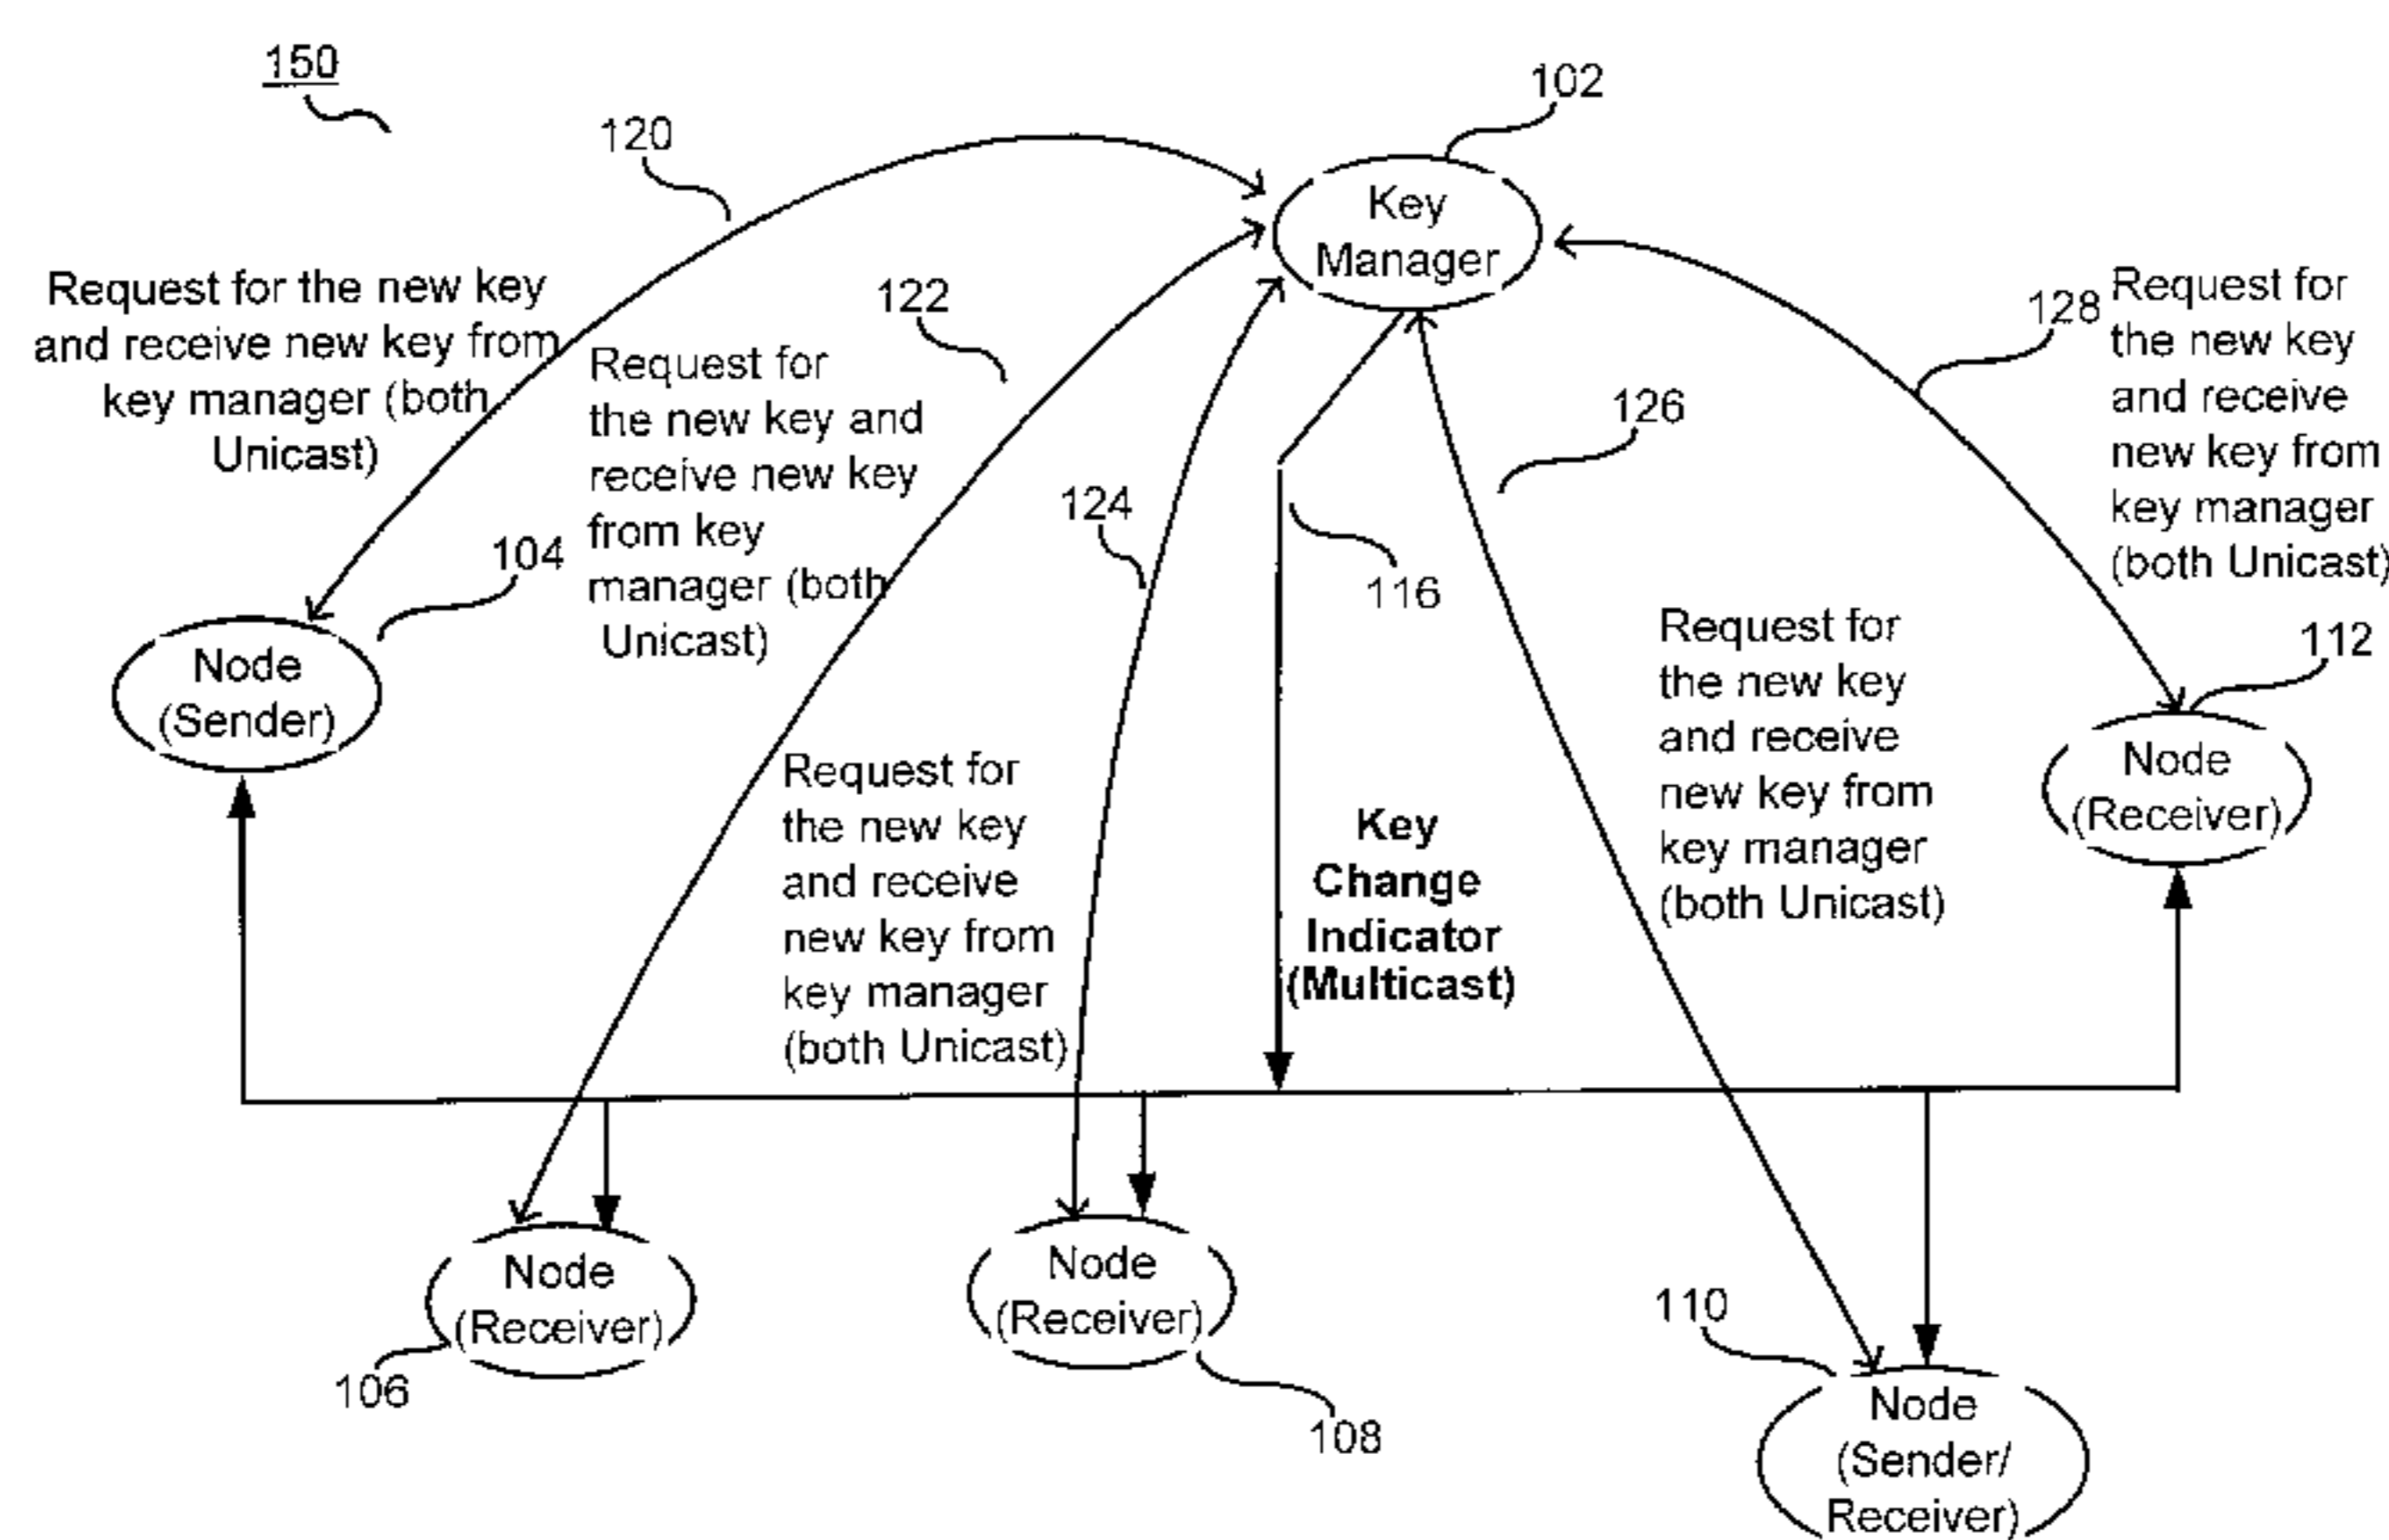 150
120
102
Key
Manager
Request for the new key
and receive new key from
key manager (both
Unicast)
122
Request for
the new key and
receive new key
from key
manager (both
Unicast)
128
Request for
the new key
and receive
new key from
key manager
(both Unicast)
126
124
116
104
Node
(Sender)
Request for
the new key
and receive
new key from
key manager
(both Unicast)
112
Node
(Receiver)
Request for
the new key
and receive
new key from
key manager
(both Unicast)
Key
Change
Indicator
(Multicast)
Node
(Receiver)
106
Node
(Receiver)
108
110
Node
(Sender/
Receiver)